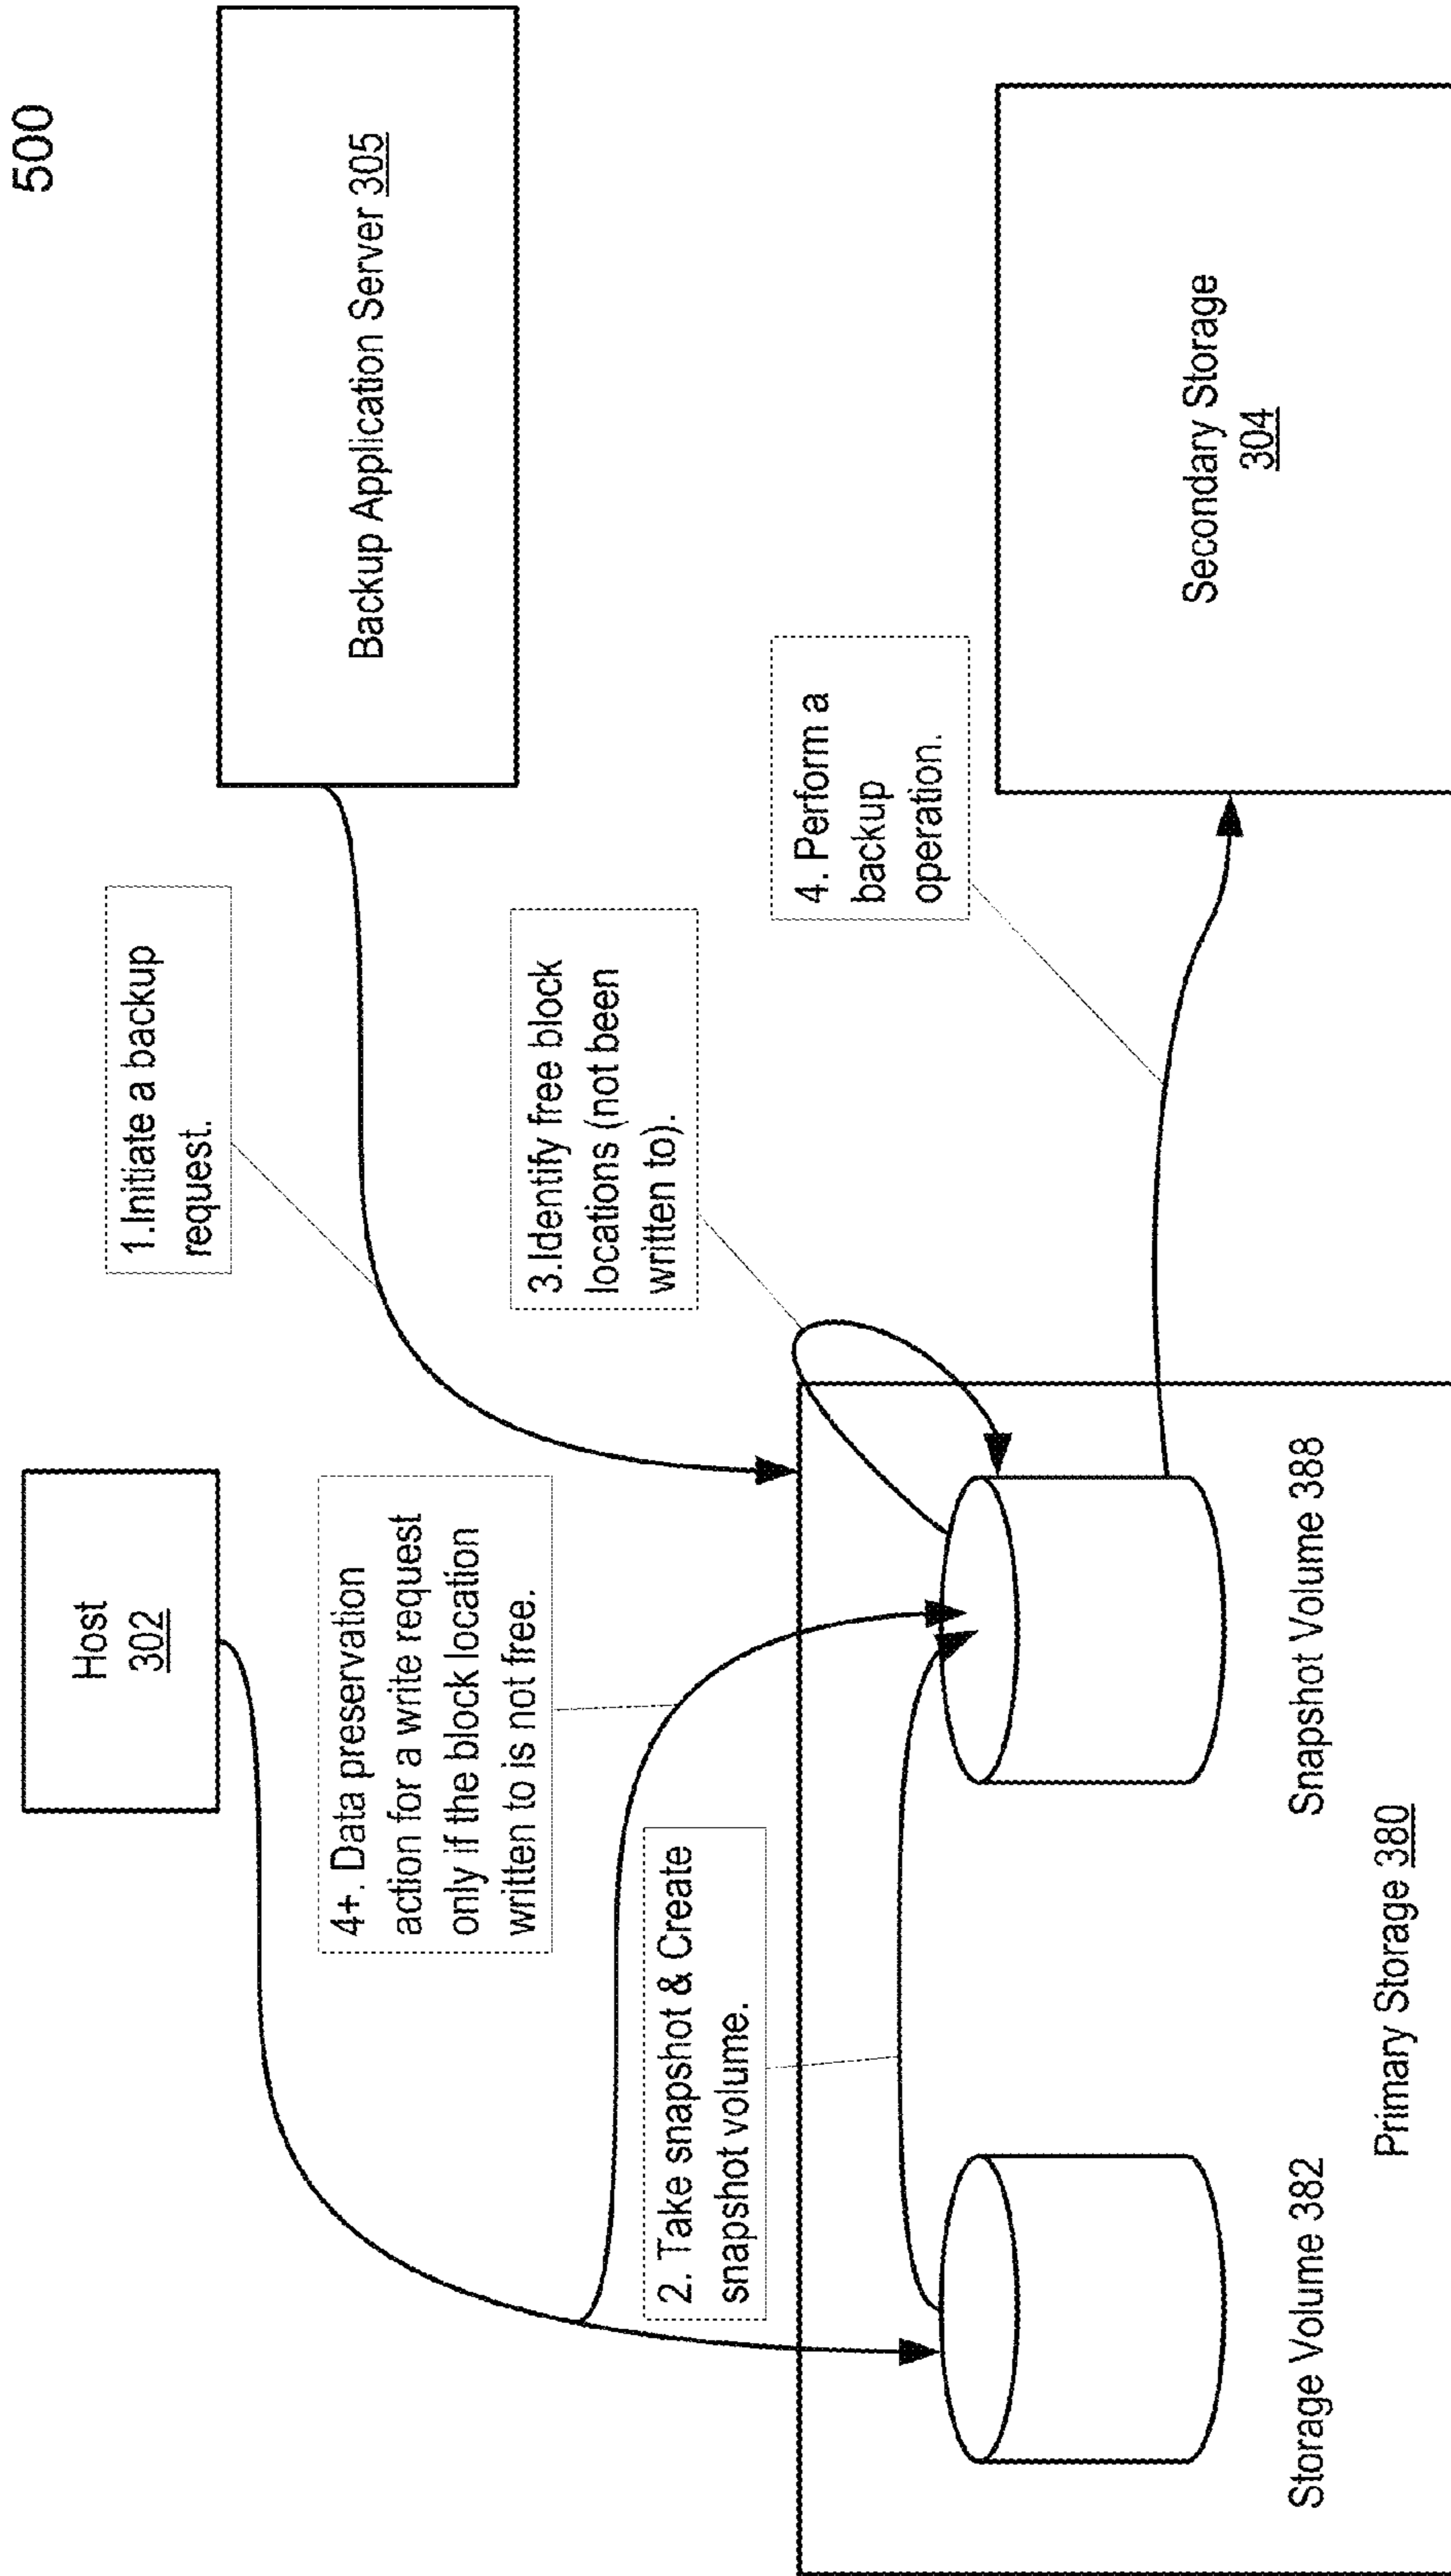 500
Host
302
Backup Application Server 305
1.Initiate a backup
request.
4+. Data preservation
action for a write request
only if the block location
written to is not free.
3.Identify free block
locations (not been
written to).
2. Take snapshot & Create
snapshot volume.
4. Perform a
backup
operation.
Storage Volume 382
Snapshot Volume 388
Primary Storage 380
Secondary Storage
304